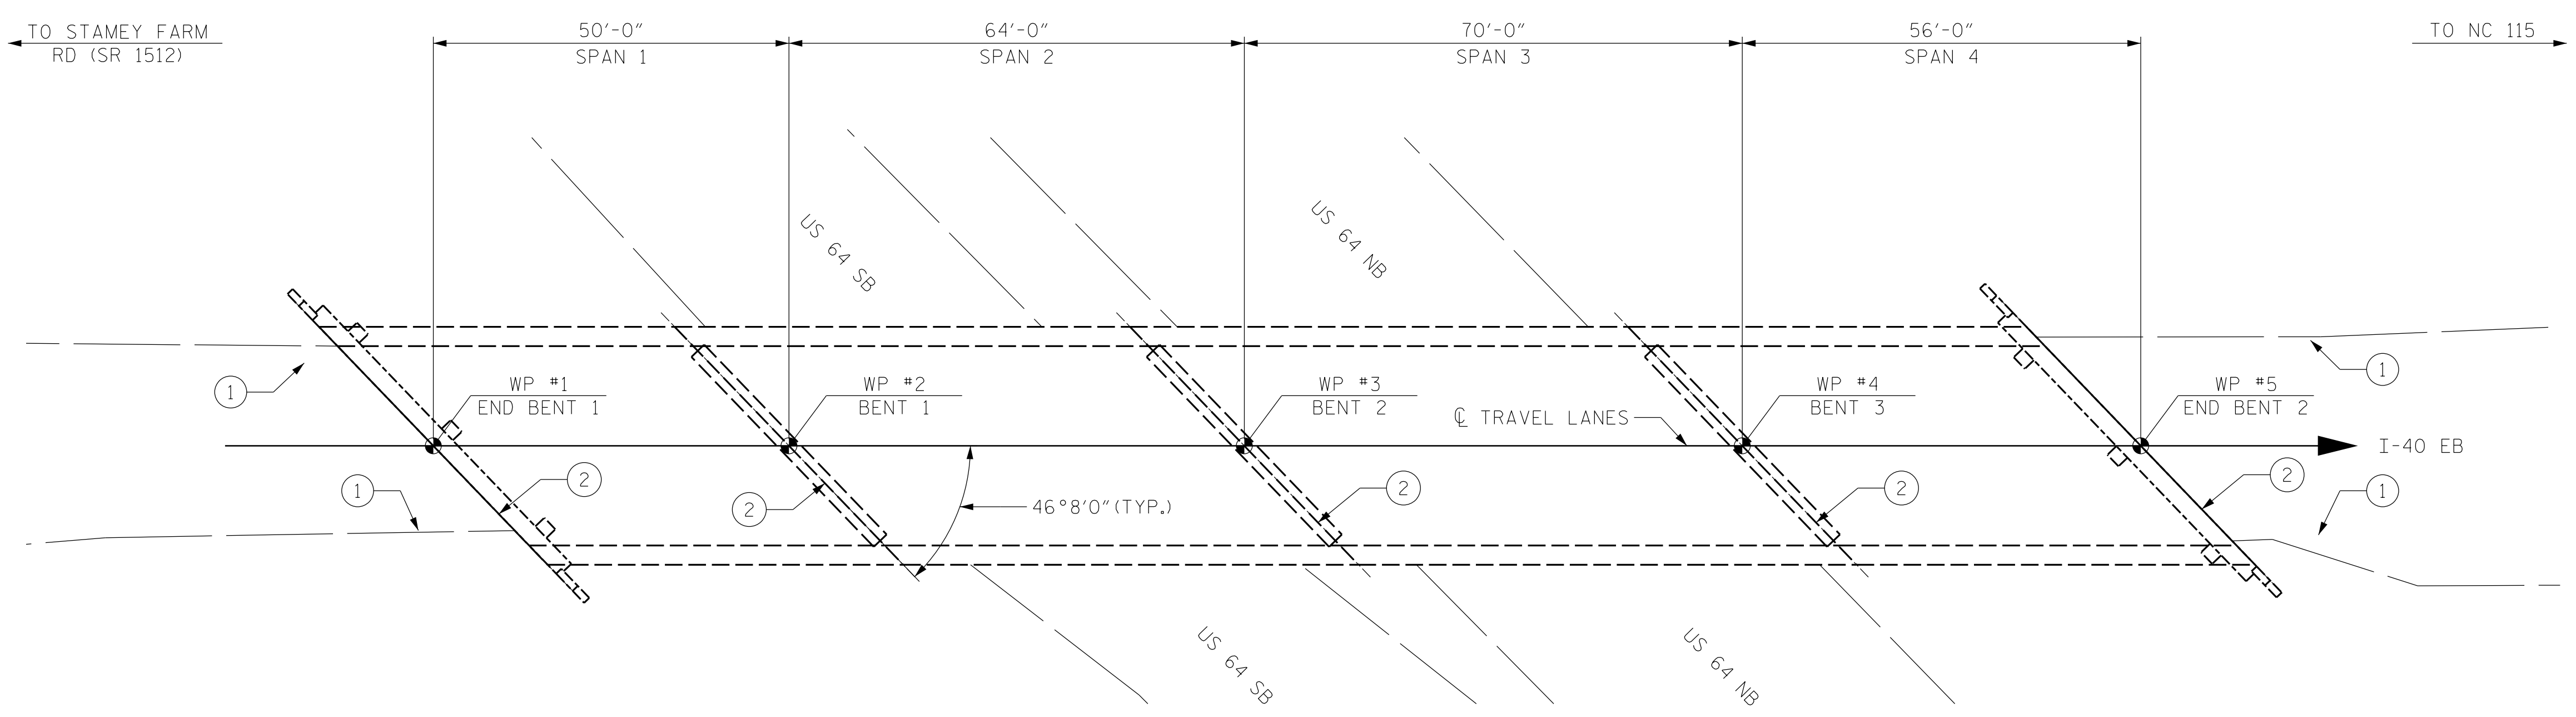 TO STAMEY FARM
RD (SR 1512)
50'-0"
SPAN 1
64'-0"
SPAN 2
70'-0"
SPAN 3
56'-0"
SPAN 4
TO NC 115
US 64 SB
US 64 NB
1
WP #1
END BENT 1
WP #2
BENT 1
WP #3
BENT 2
℄ TRAVEL LANES
WP #4
BENT 3
WP #5
END BENT 2
1
I-40 EB
1
2
2
46°8'0"(TYP.)
2
2
2
1
US 64 SB
US 64 NB